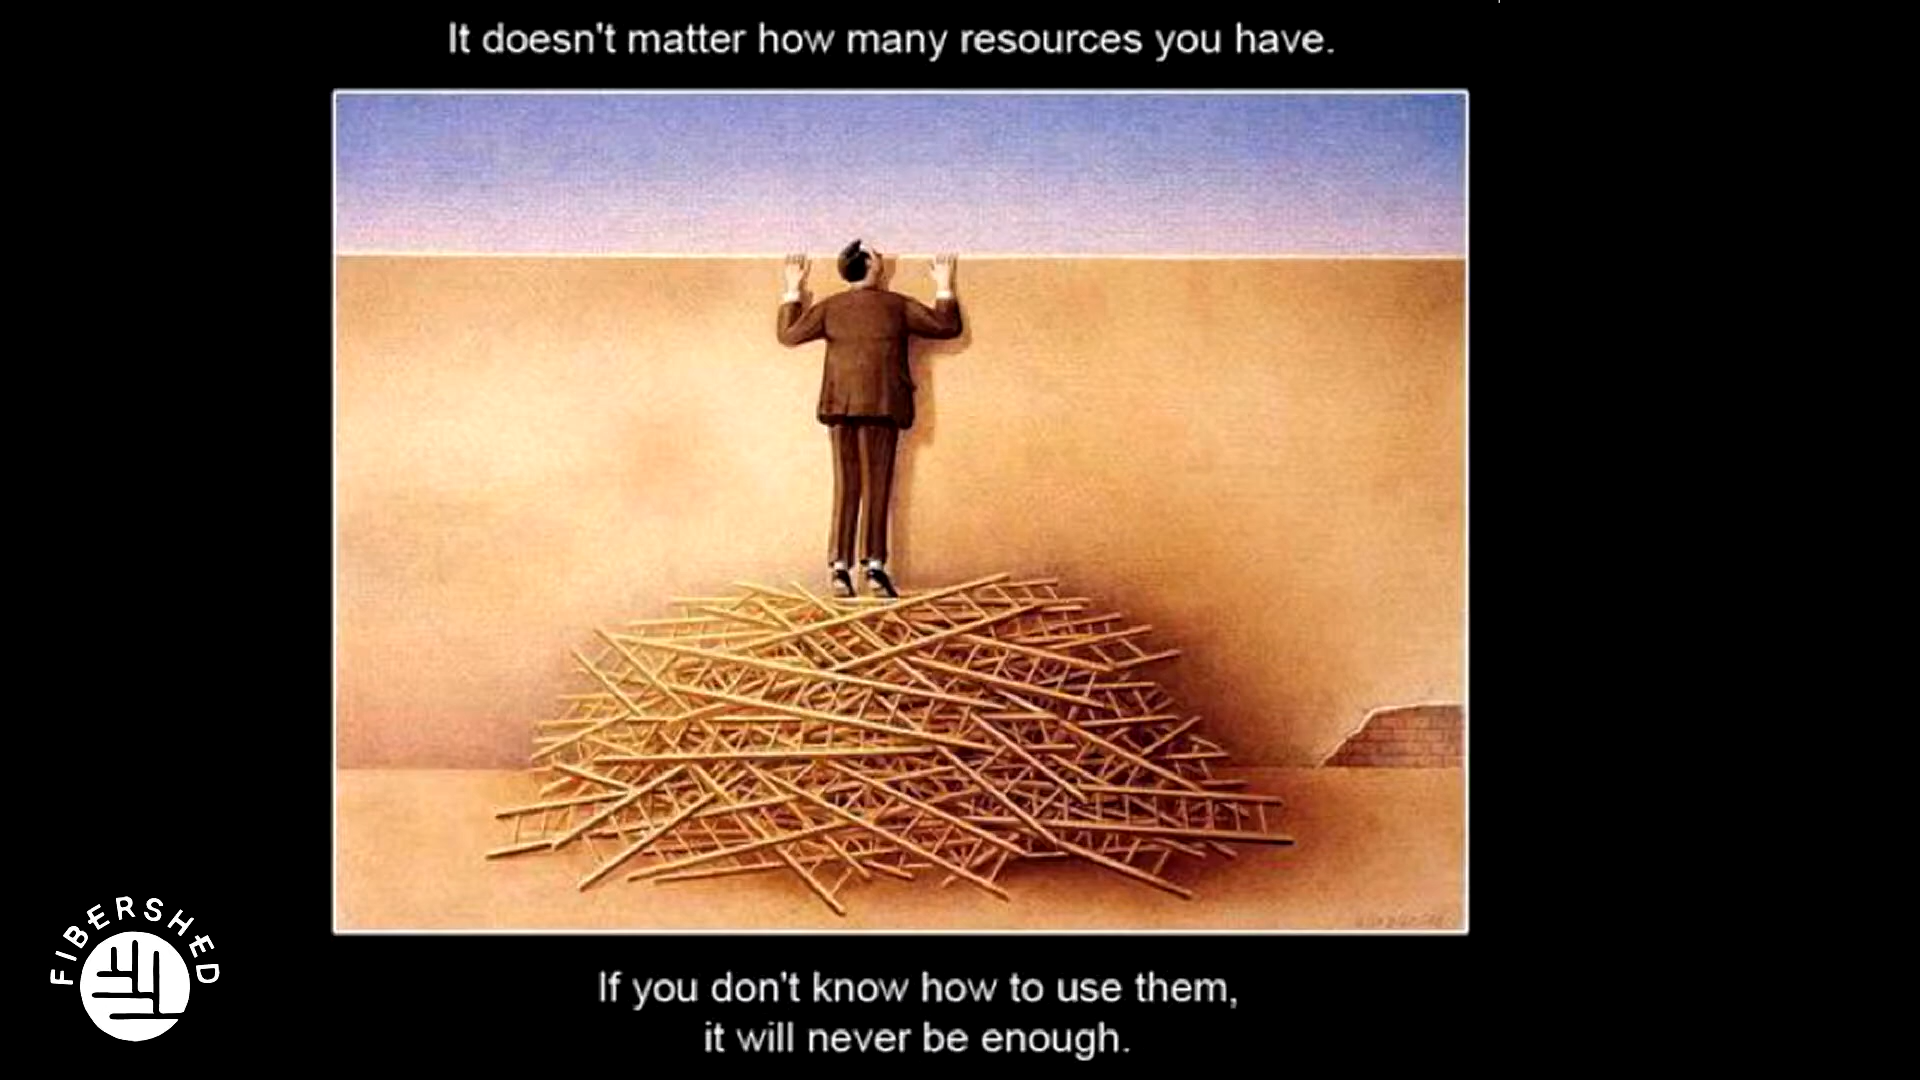 It doesn't matter how many resources you have.
If you don't know how to use them,
it will never be enough.
FIBERSHED